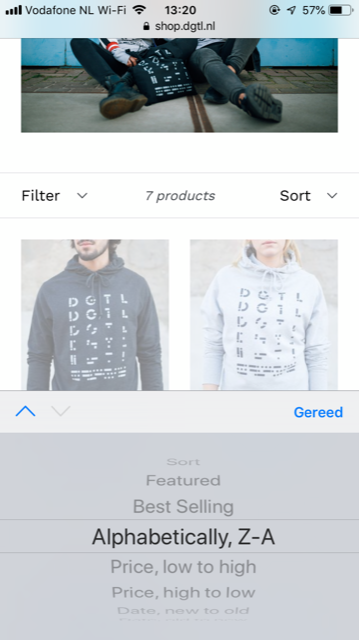 Vodafone NL Wi-Fi 13:20 57%
shop.dgtl.nl
Filter 7 products Sort
DGTL DGTL
Gereed
Sort
Featured
Best Selling
Alphabetically, Z-A
Price, low to high
Price, high to low
Date, new to old